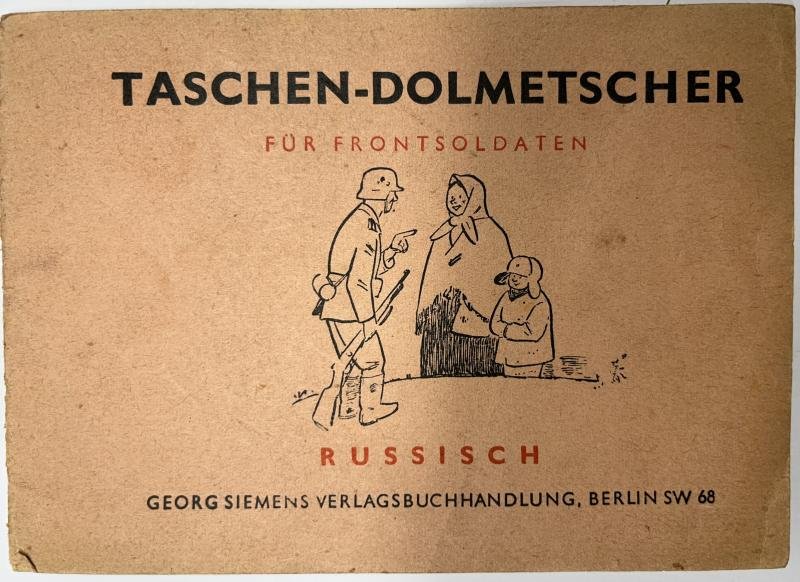 TASCHEN-DOLMETSCHER
FÜR FRONTSOLDATEN
RUSSISCH
GEORG SIEMENS VERLAGSBUCHHANDLUNG, BERLIN SW 68